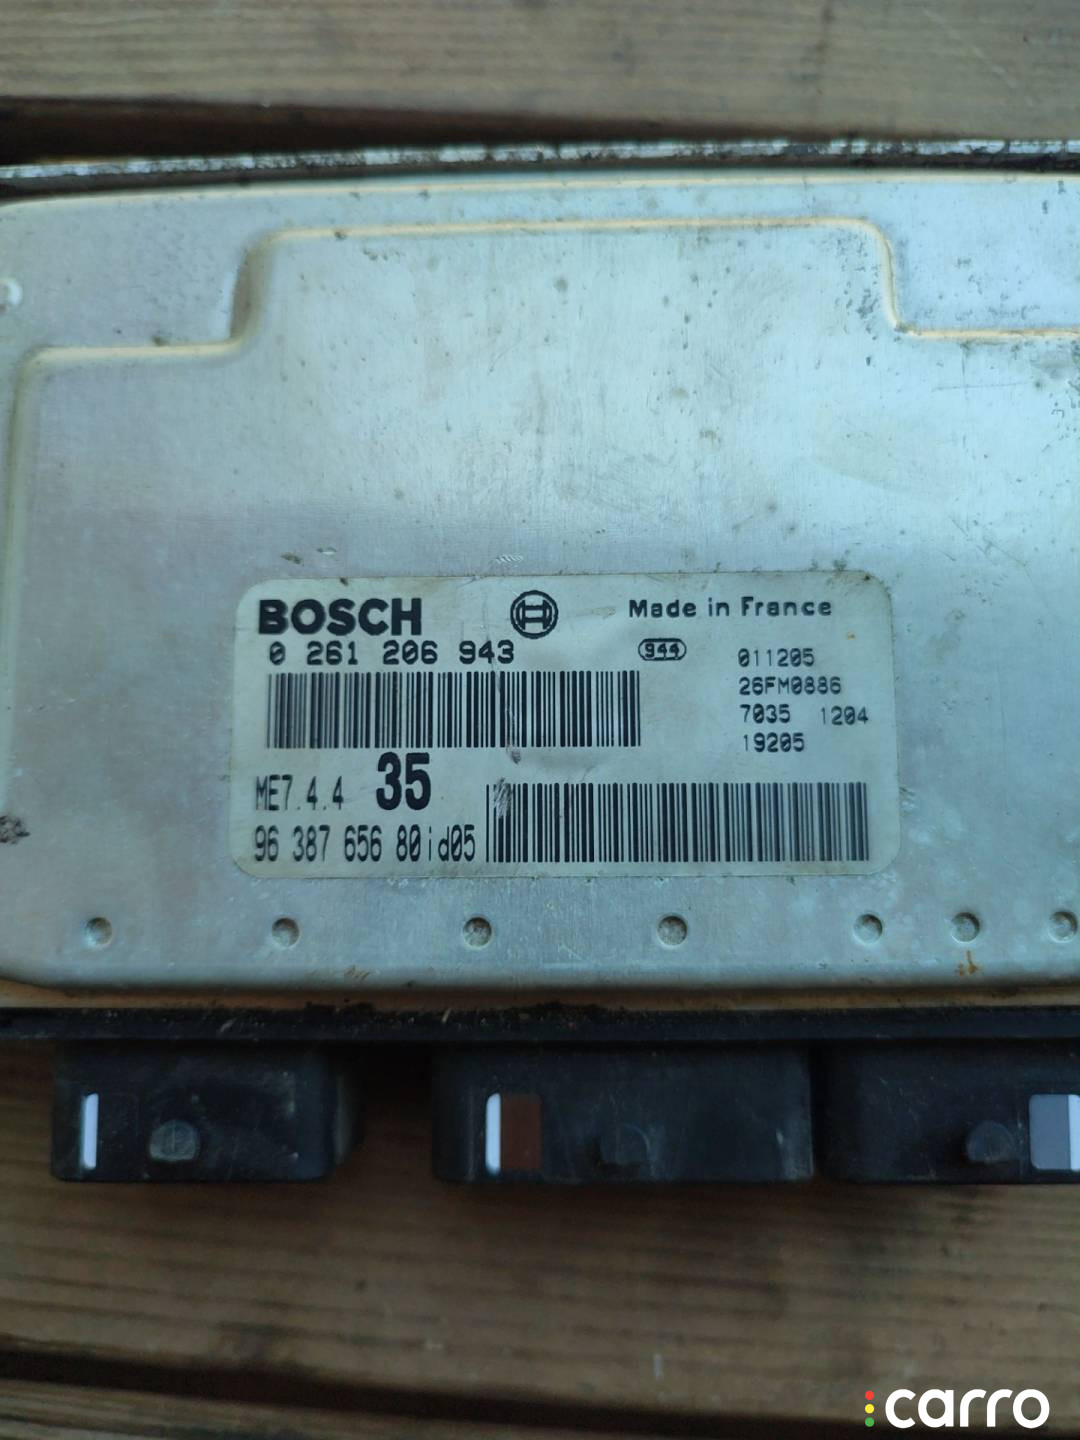 BOSCH
Made in France
0 261 206 943
944
011205
26FM0886
7035 1204
19205
ME7.4.4 35
96 387 656 80id05
carro